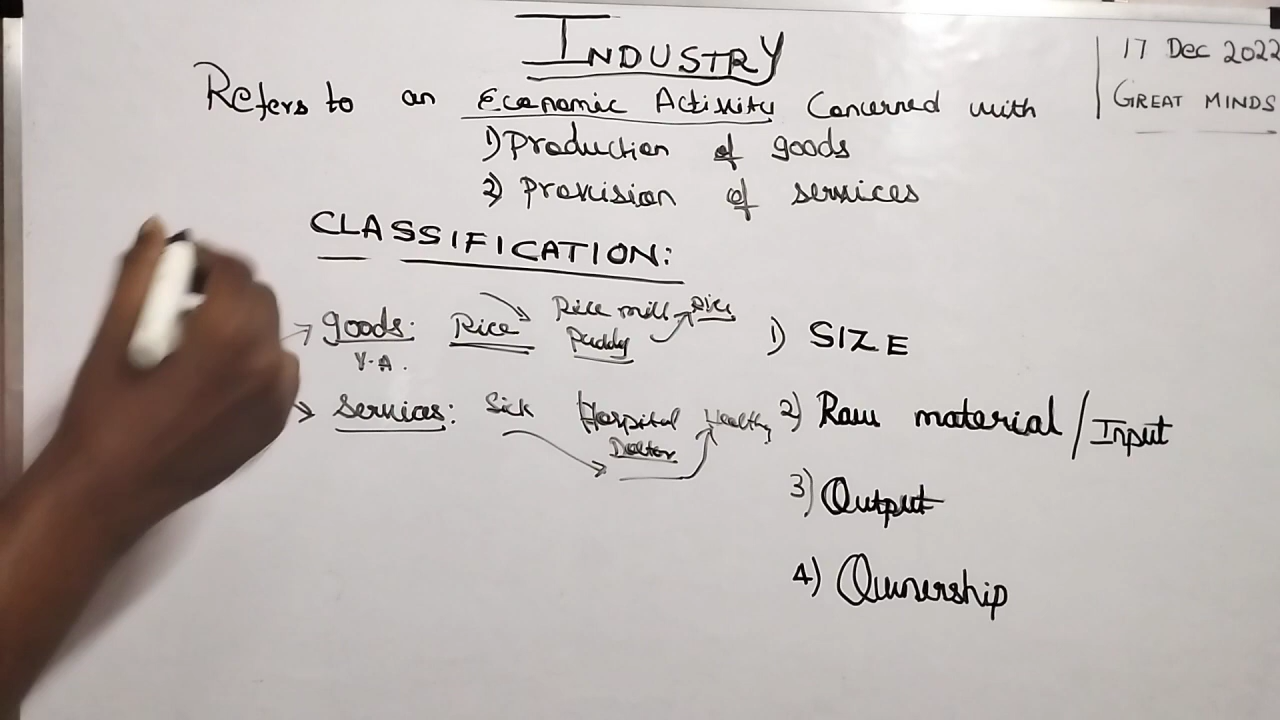 INDUSTRY
17 Dec 2022
GREAT MINDS
Refers to an Economic Activity Concerned with
1) Production of goods
2) Provision of services
CLASSIFICATION:
goods: Rice Rice mill Rice
V.A. Paddy
Services: Sick Hospital Healthy
Doctor
1) SIZE
2) Raw material / Input
3) Output
4) Ownership